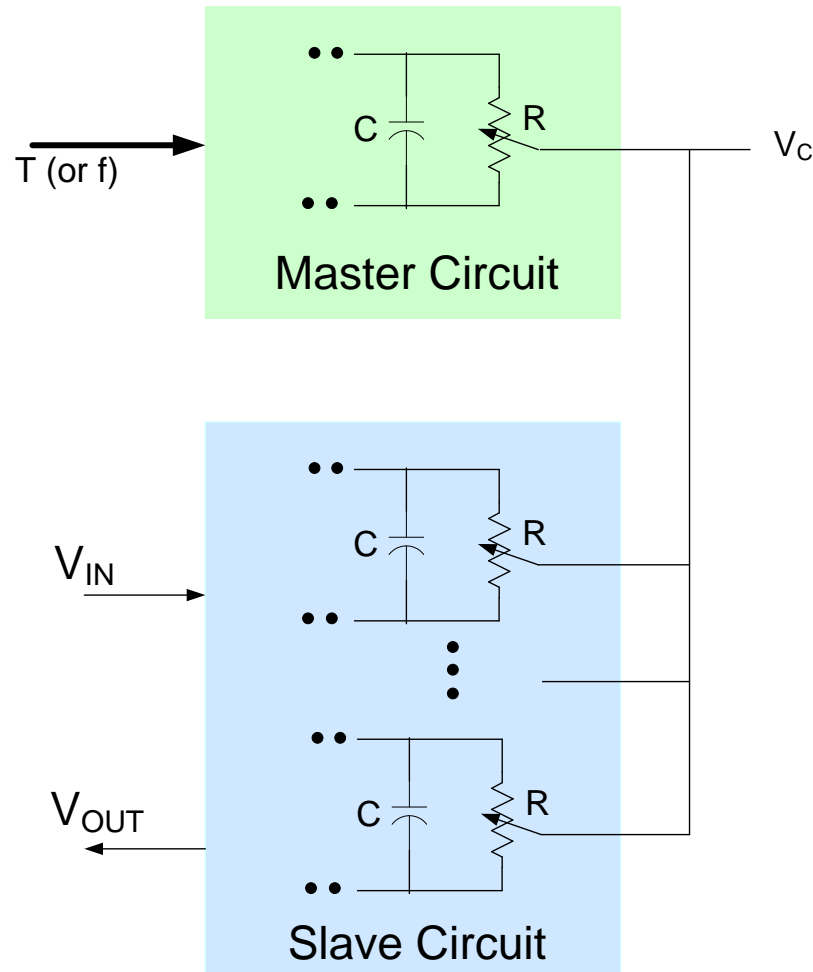 C
R
T (or f)
V_C
Master Circuit
C
R
V_IN
C
R
V_OUT
Slave Circuit